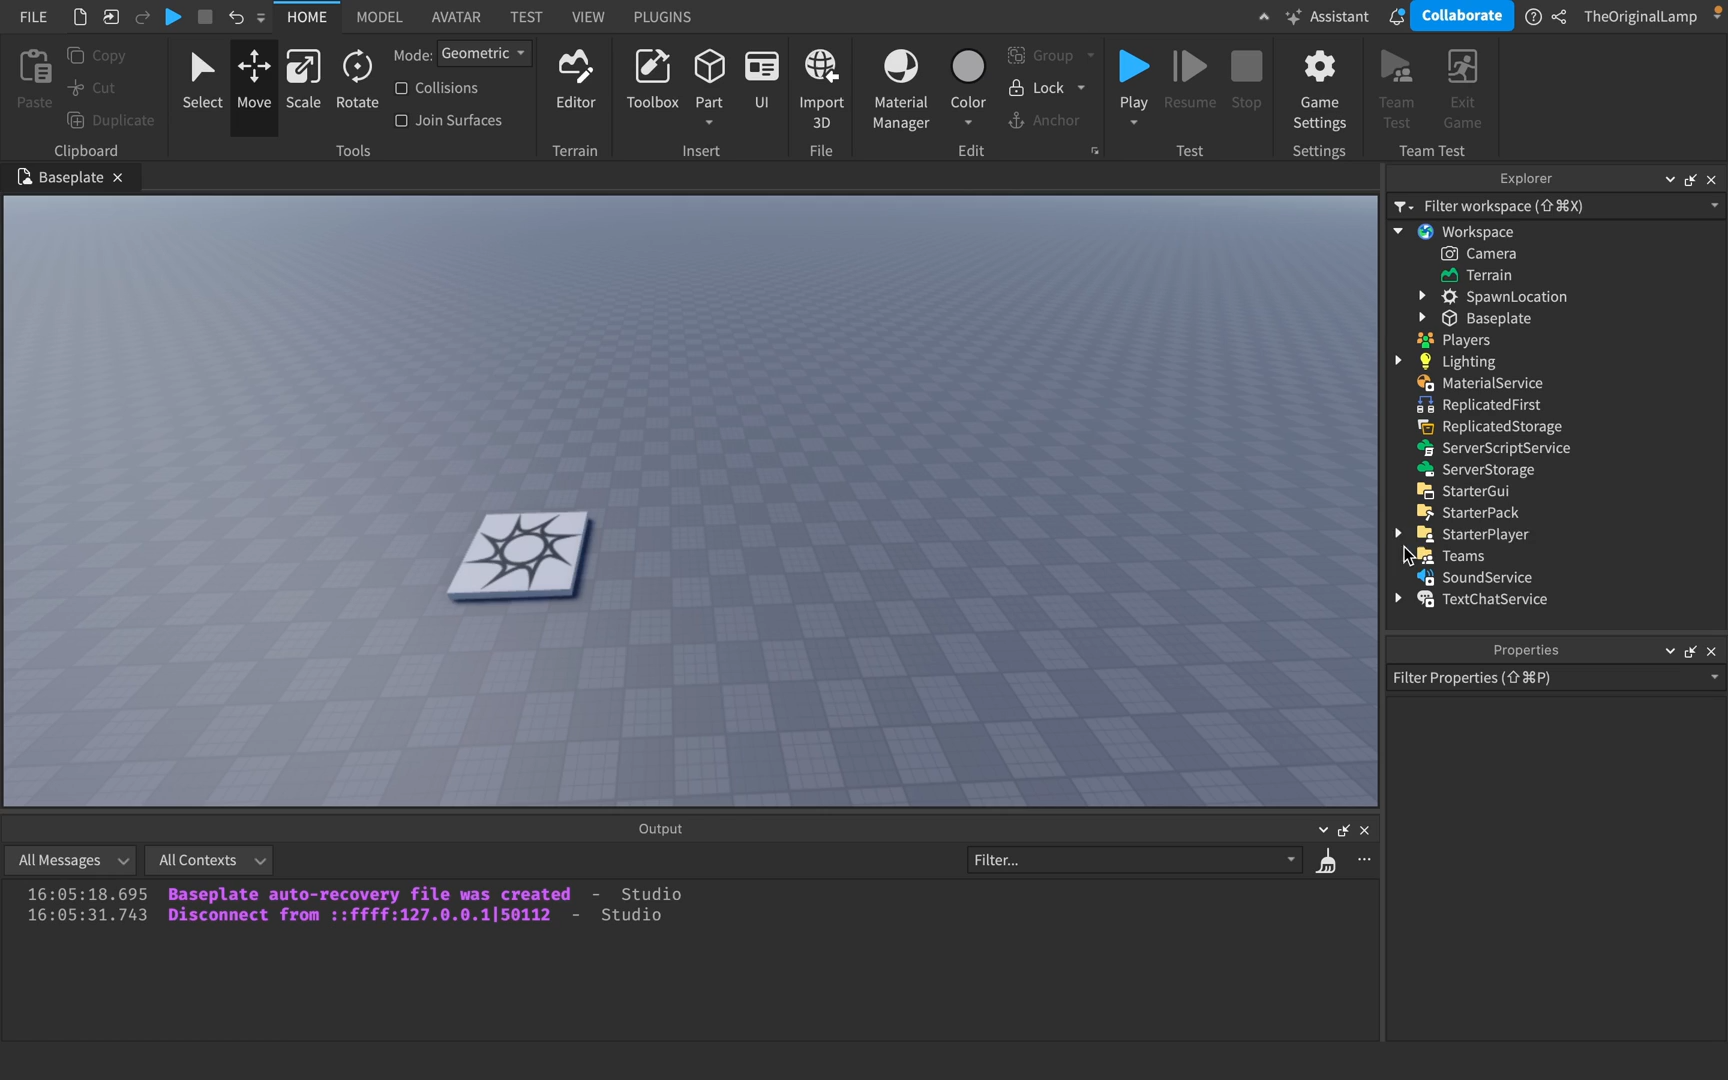 FILE HOME MODEL AVATAR TEST VIEW PLUGINS Assistant Collaborate TheOriginalLamp
Paste
Copy
Cut
Duplicate
Clipboard
Select
Move
Scale
Rotate
Mode: Geometric
Collisions
Join Surfaces
Tools
Editor
Terrain
Toolbox
Part
UI
Insert
Import
3D
File
Material
Manager
Color
Group
Lock
Anchor
Edit
Play
Resume
Stop
Test
Game
Settings
Settings
Team
Test
Exit
Game
Team Test
Baseplate
Explorer
Filter workspace (⇧⌘X)
Workspace
Camera
Terrain
SpawnLocation
Baseplate
Players
Lighting
MaterialService
ReplicatedFirst
ReplicatedStorage
ServerScriptService
ServerStorage
StarterGui
StarterPack
StarterPlayer
Teams
SoundService
TextChatService
Properties
Filter Properties (⇧⌘P)
Output
All Messages All Contexts Filter...
16:05:18.695 Baseplate auto-recovery file was created - Studio
16:05:31.743 Disconnect from ::ffff:127.0.0.1|50112 - Studio